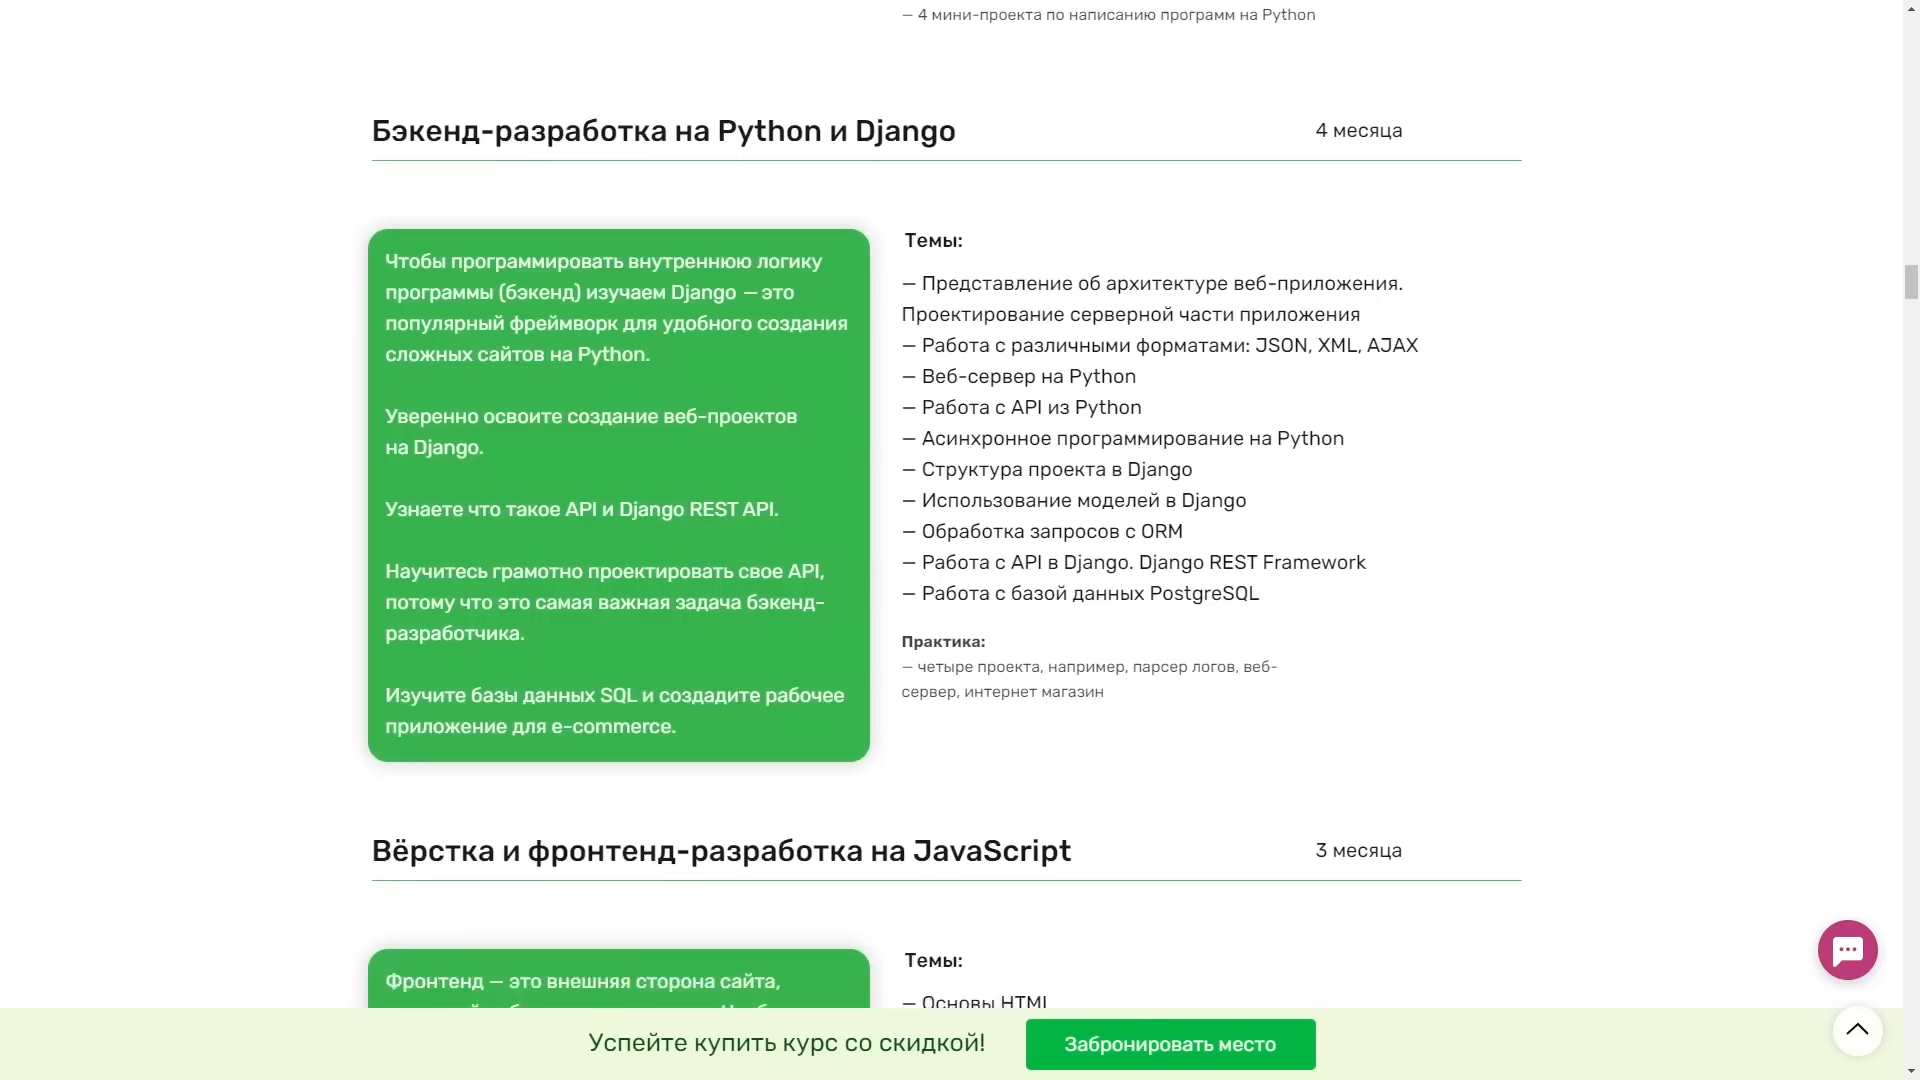 — 4 мини-проекта по написанию программ на Python
Бэкенд-разработка на Python и Django
4 месяца
Чтобы программировать внутреннюю логику
программы (бэкенд) изучаем Django — это
популярный фреймворк для удобного создания
сложных сайтов на Python.
Уверенно освоите создание веб-проектов
на Django.
Узнаете что такое API и Django REST API.
Научитесь грамотно проектировать свое API,
потому что это самая важная задача бэкенд-
разработчика.
Изучите базы данных SQL и создадите рабочее
приложение для e-commerce.
Темы:
— Представление об архитектуре веб-приложения.
Проектирование серверной части приложения
— Работа с различными форматами: JSON, XML, AJAX
— Веб-сервер на Python
— Работа с API из Python
— Асинхронное программирование на Python
— Структура проекта в Django
— Использование моделей в Django
— Обработка запросов с ORM
— Работа с API в Django. Django REST Framework
— Работа с базой данных PostgreSQL
Практика:
— четыре проекта, например, парсер логов, веб-
сервер, интернет магазин
Вёрстка и фронтенд-разработка на JavaScript
3 месяца
Фронтенд — это внешняя сторона сайта,
Темы:
— Основы HTML
Успейте купить курс со скидкой!
Забронировать место